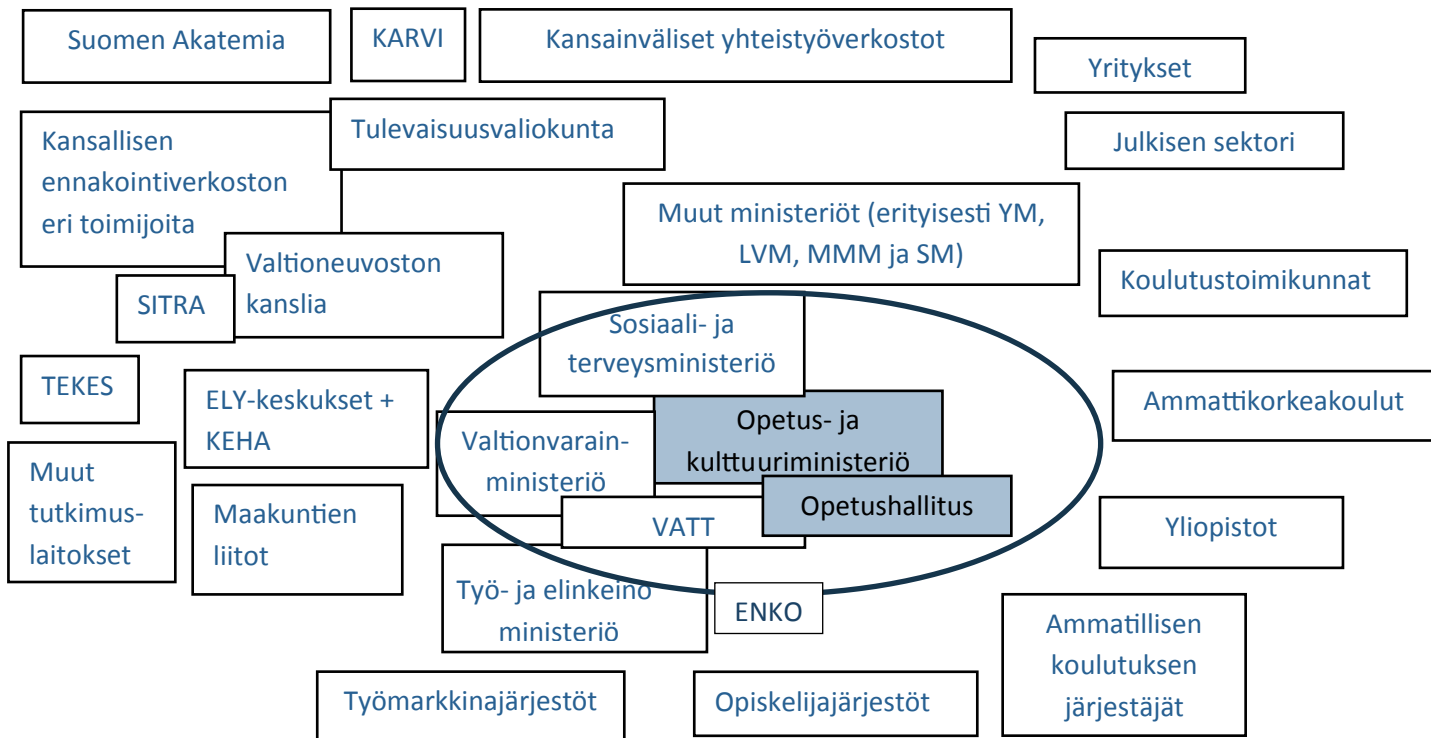 Suomen Akatemia
KARVI
Kansainväliset yhteistyöverkostot
Yritykset
Kansallisen
ennakointiverkoston
eri toimijoita
Tulevaisuusvaliokunta
Julkisen sektori
Muut ministeriöt (erityisesti YM,
LVM, MMM ja SM)
Valtioneuvoston
kanslia
SITRA
Koulutustoimikunnat
Sosiaali- ja
terveysministeriö
TEKES
ELY-keskukset +
KEHA
Ammattikorkeakoulut
Opetus- ja
kulttuuriministeriö
Valtionvarain-
ministeriö
Muut
tutkimus-
laitokset
Maakuntien
liitot
Opetushallitus
VATT
Yliopistot
Työ- ja elinkeino
ministeriö
ENKO
Ammatillisen
koulutuksen
järjestäjät
Työmarkkinajärjestöt
Opiskelijajärjestöt